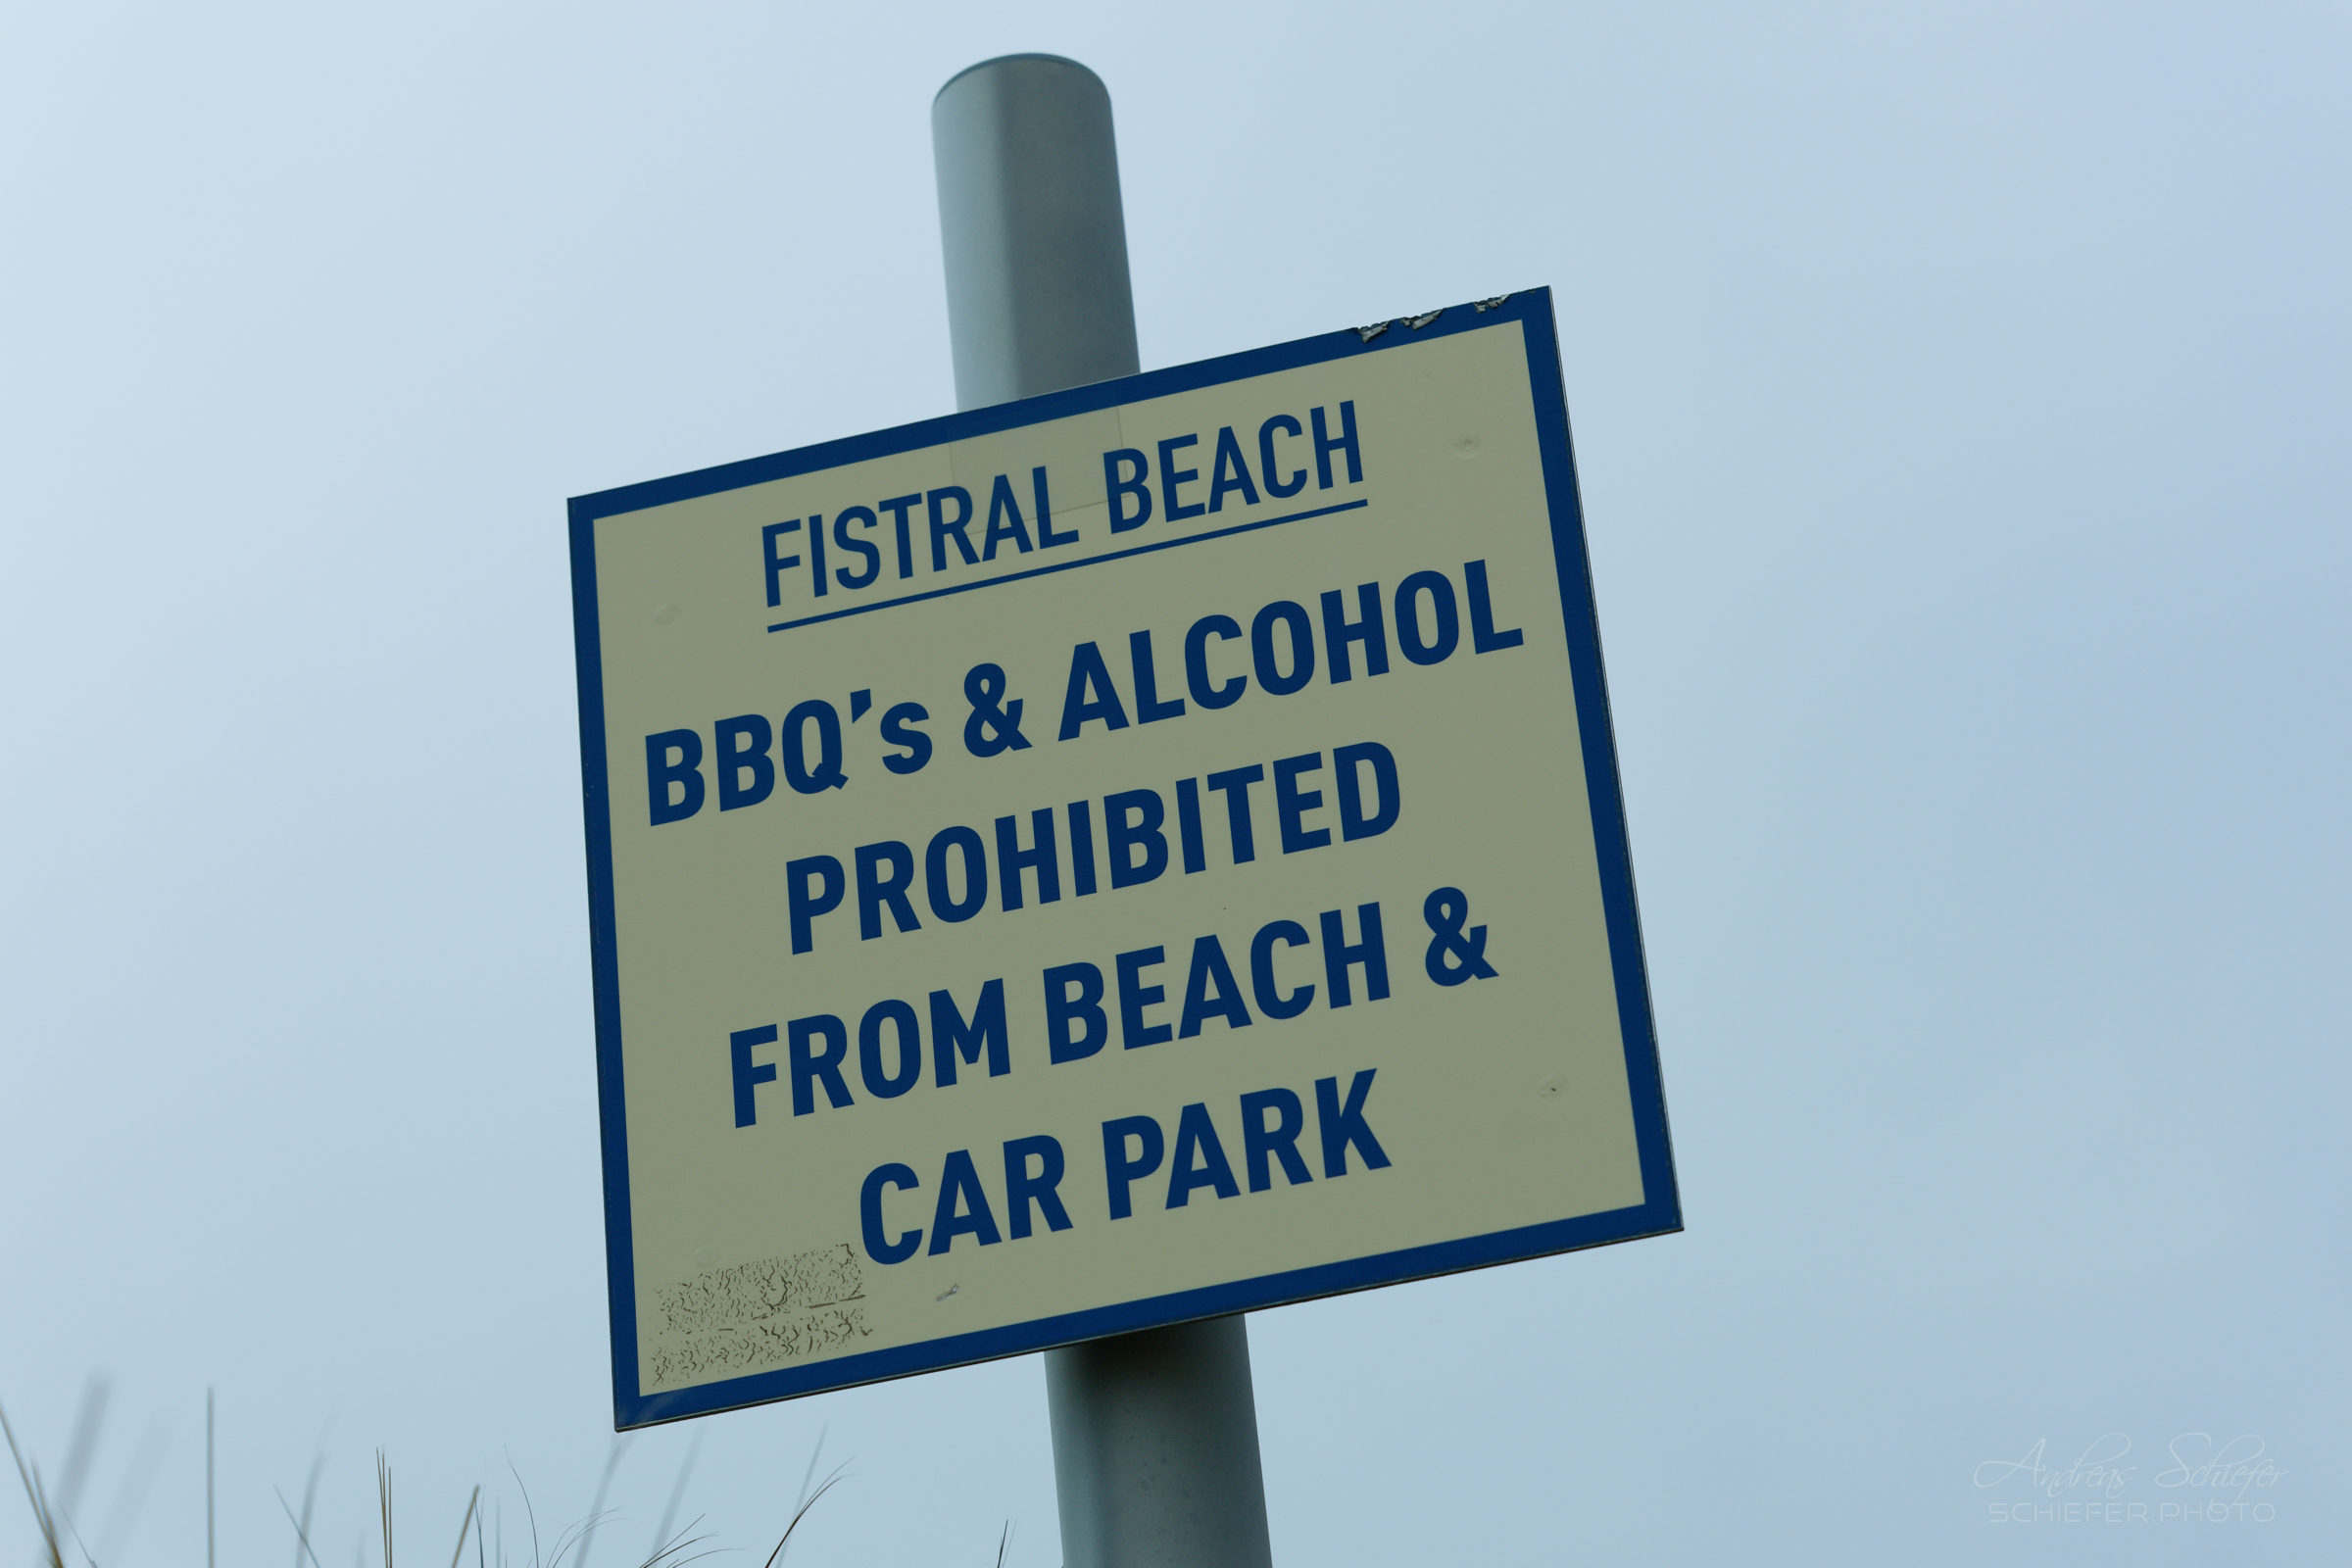 FISTRAL BEACH
BBQ's & ALCOHOL
PROHIBITED
FROM BEACH &
CAR PARK
Andreas Schiefer
SCHIEFER.PHOTO